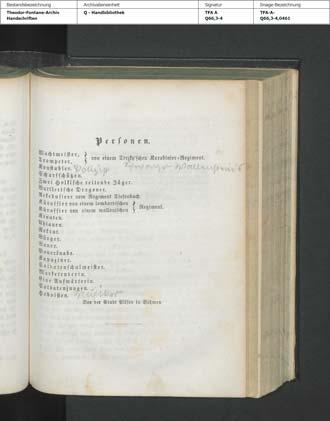 Bestandsbezeichnung
Theodor-Fontane-Archiv
Handschriften
Archivalieneinheit
Q - Handbibliothek
Signatur
TFA A
Q66,3-4
Image-Bezeichnung
TFA-A-
Q66,3-4,0461
Personen.
Wachtmeister,
Trompeter, } von einem Terzky'schen Karabinier-Regiment.
Konstabler.
Scharfschützen.
Zwei Holkische reitende Jäger.
Buttlerische Dragoner.
Arkebusiere vom Regiment Tiefenbach.
Kürassier von einem wallonischen
Kürassier von einem lombardischen } Regiment.
Kroaten.
Uhlanen.
Rekrut.
Bürger.
Bauer.
Bauerknabe.
Kapuziner.
Soldatenschulmeister.
Marketenderin.
Eine Aufwärterin.
Soldatenjungen.
Hoboisten.
Vor der Stadt Pilsen in Böhmen